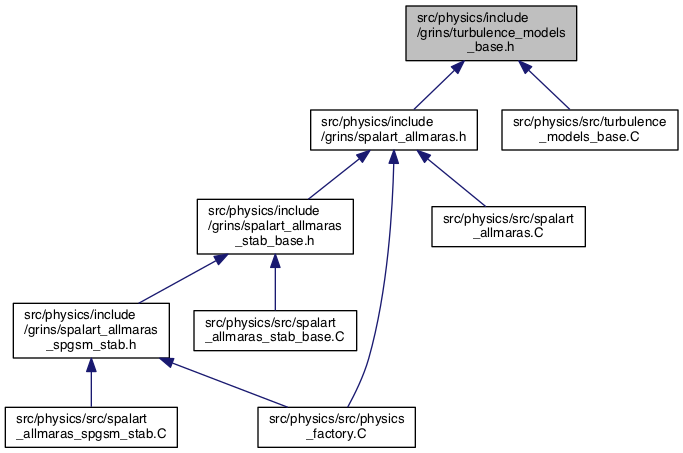 src/physics/include
/grins/turbulence_models
_base.h
src/physics/include
/grins/spalart_allmaras.h
src/physics/src/turbulence
_models_base.C
src/physics/include
/grins/spalart_allmaras
_stab_base.h
src/physics/src/spalart
_allmaras.C
src/physics/include
/grins/spalart_allmaras
_spgsm_stab.h
src/physics/src/spalart
_allmaras_stab_base.C
src/physics/src/spalart
_allmaras_spgsm_stab.C
src/physics/src/physics
_factory.C